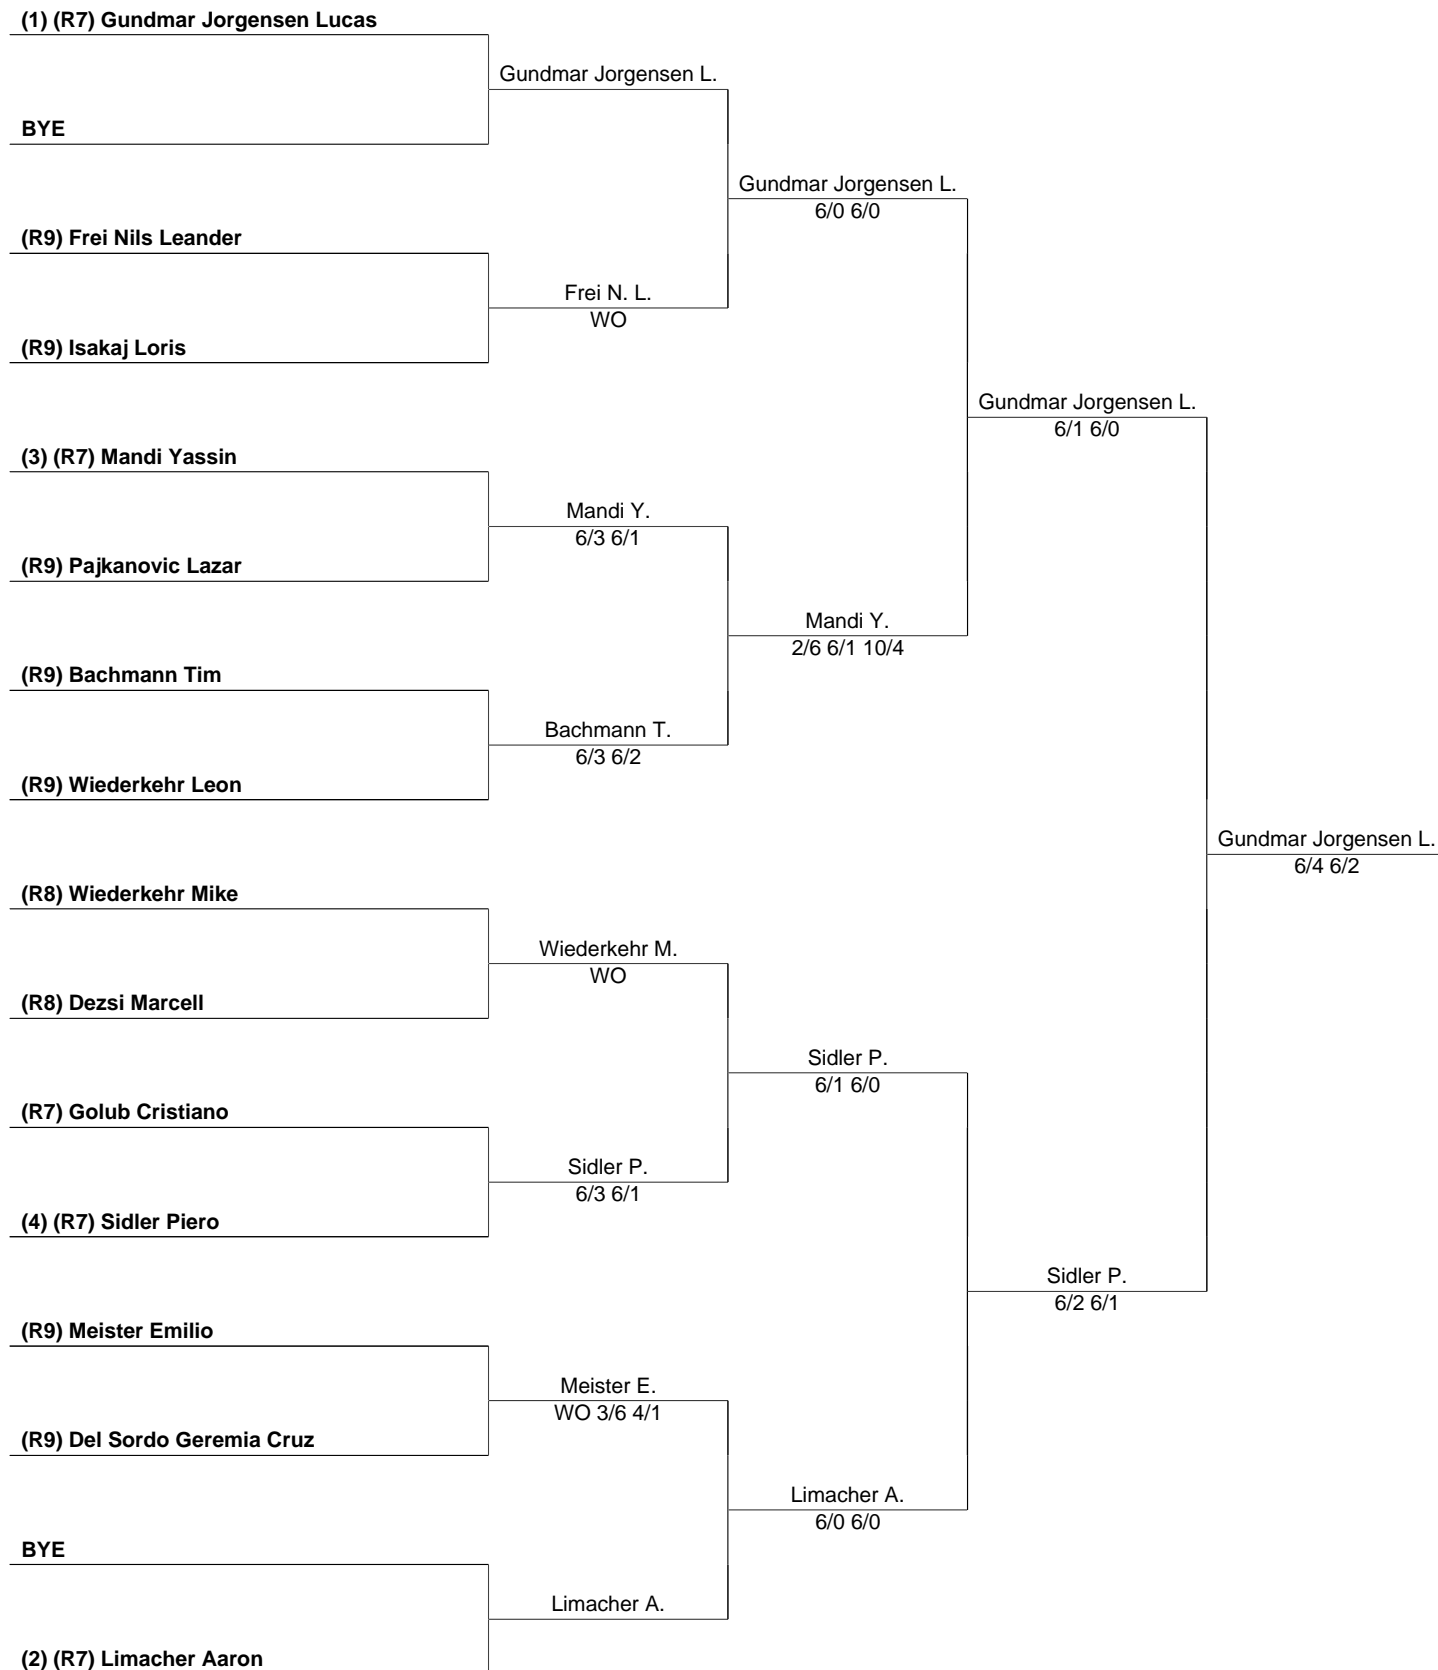 (1) (R7) Gundmar Jorgensen Lucas
Gundmar Jorgensen L.
BYE
Gundmar Jorgensen L.
6/0 6/0
(R9) Frei Nils Leander
Frei N. L.
WO
(R9) Isakaj Loris
Gundmar Jorgensen L.
6/1 6/0
(3) (R7) Mandi Yassin
Mandi Y.
6/3 6/1
(R9) Pajkanovic Lazar
Mandi Y.
2/6 6/1 10/4
(R9) Bachmann Tim
Bachmann T.
6/3 6/2
(R9) Wiederkehr Leon
Gundmar Jorgensen L.
6/4 6/2
(R8) Wiederkehr Mike
Wiederkehr M.
WO
(R8) Dezsi Marcell
Sidler P.
6/1 6/0
(R7) Golub Cristiano
Sidler P.
6/3 6/1
(4) (R7) Sidler Piero
Sidler P.
6/2 6/1
(R9) Meister Emilio
Meister E.
WO 3/6 4/1
(R9) Del Sordo Geremia Cruz
Limacher A.
6/0 6/0
BYE
Limacher A.
(2) (R7) Limacher Aaron